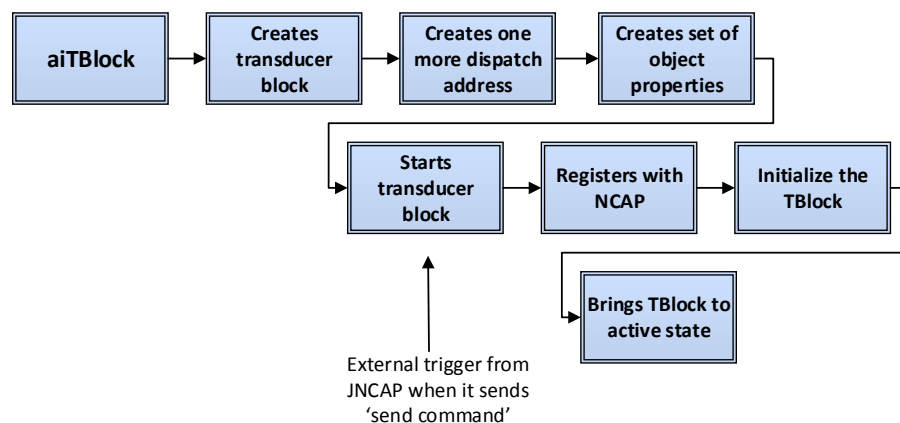 aiTBlock
Creates
transducer
block
Creates one
more dispatch
address
Creates set of
object
properties
Starts
transducer
block
Registers with
NCAP
Initialize the
TBlock
Brings TBlock to
active state
External trigger from
JNCAP when it sends
‘send command’